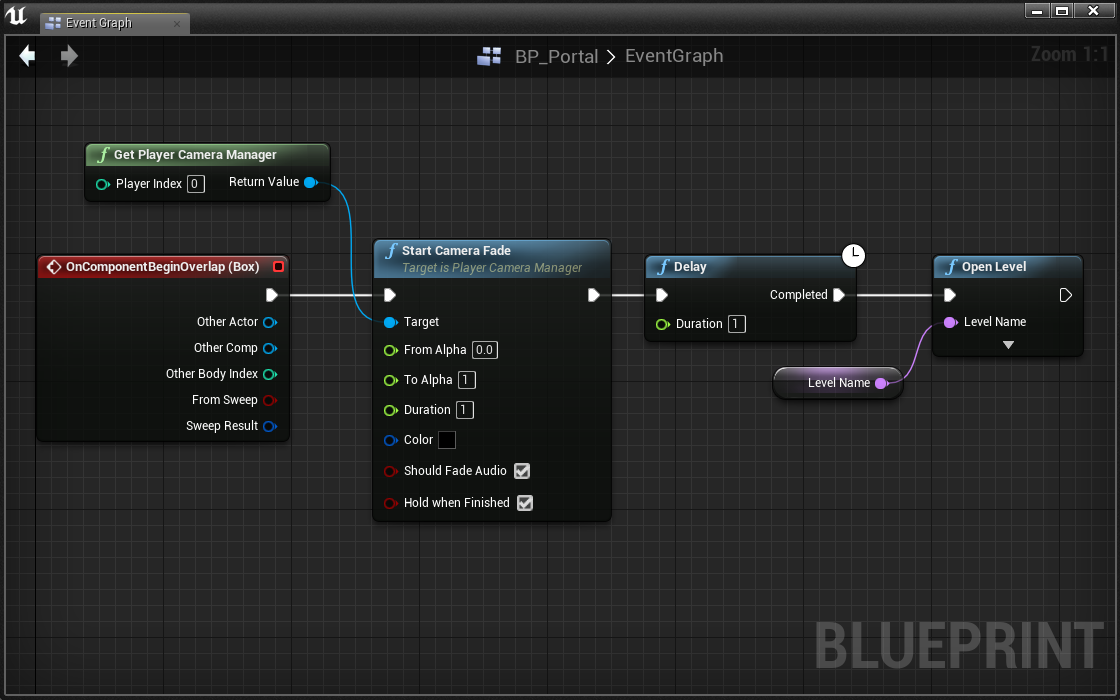 Event Graph
BP_Portal > EventGraph
Zoom 1:1
Get Player Camera Manager
Player Index 0
Return Value
OnComponentBeginOverlap (Box)
Other Actor
Other Comp
Other Body Index
From Sweep
Sweep Result
Start Camera Fade
Target is Player Camera Manager
Target
From Alpha 0.0
To Alpha 1
Duration 1
Color
Should Fade Audio
Hold when Finished
Delay
Completed
Duration 1
Level Name
Open Level
Level Name
BLUEPRINT